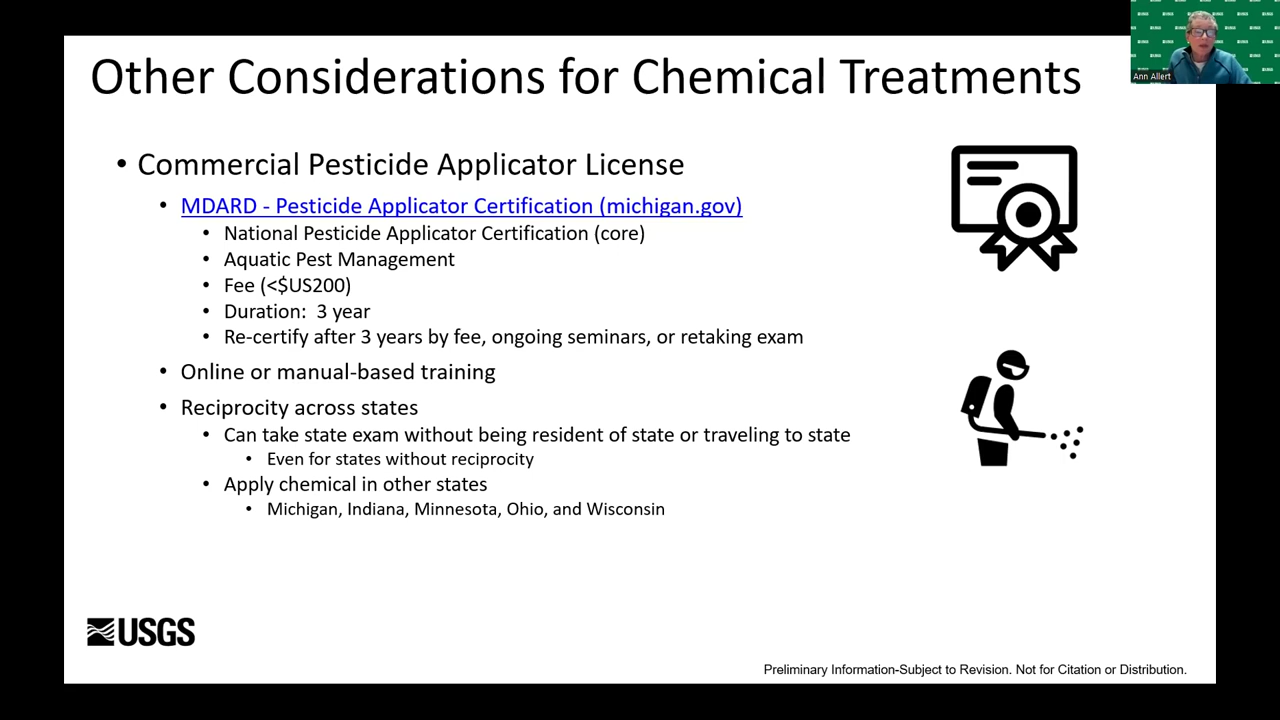 Other Considerations for Chemical Treatments
Ann Allert
• Commercial Pesticide Applicator License
• MDARD - Pesticide Applicator Certification (michigan.gov)
• National Pesticide Applicator Certification (core)
• Aquatic Pest Management
• Fee (<$US200)
• Duration:  3 year
• Re-certify after 3 years by fee, ongoing seminars, or retaking exam
• Online or manual-based training
• Reciprocity across states
• Can take state exam without being resident of state or traveling to state
• Even for states without reciprocity
• Apply chemical in other states
• Michigan, Indiana, Minnesota, Ohio, and Wisconsin
USGS
Preliminary Information-Subject to Revision. Not for Citation or Distribution.